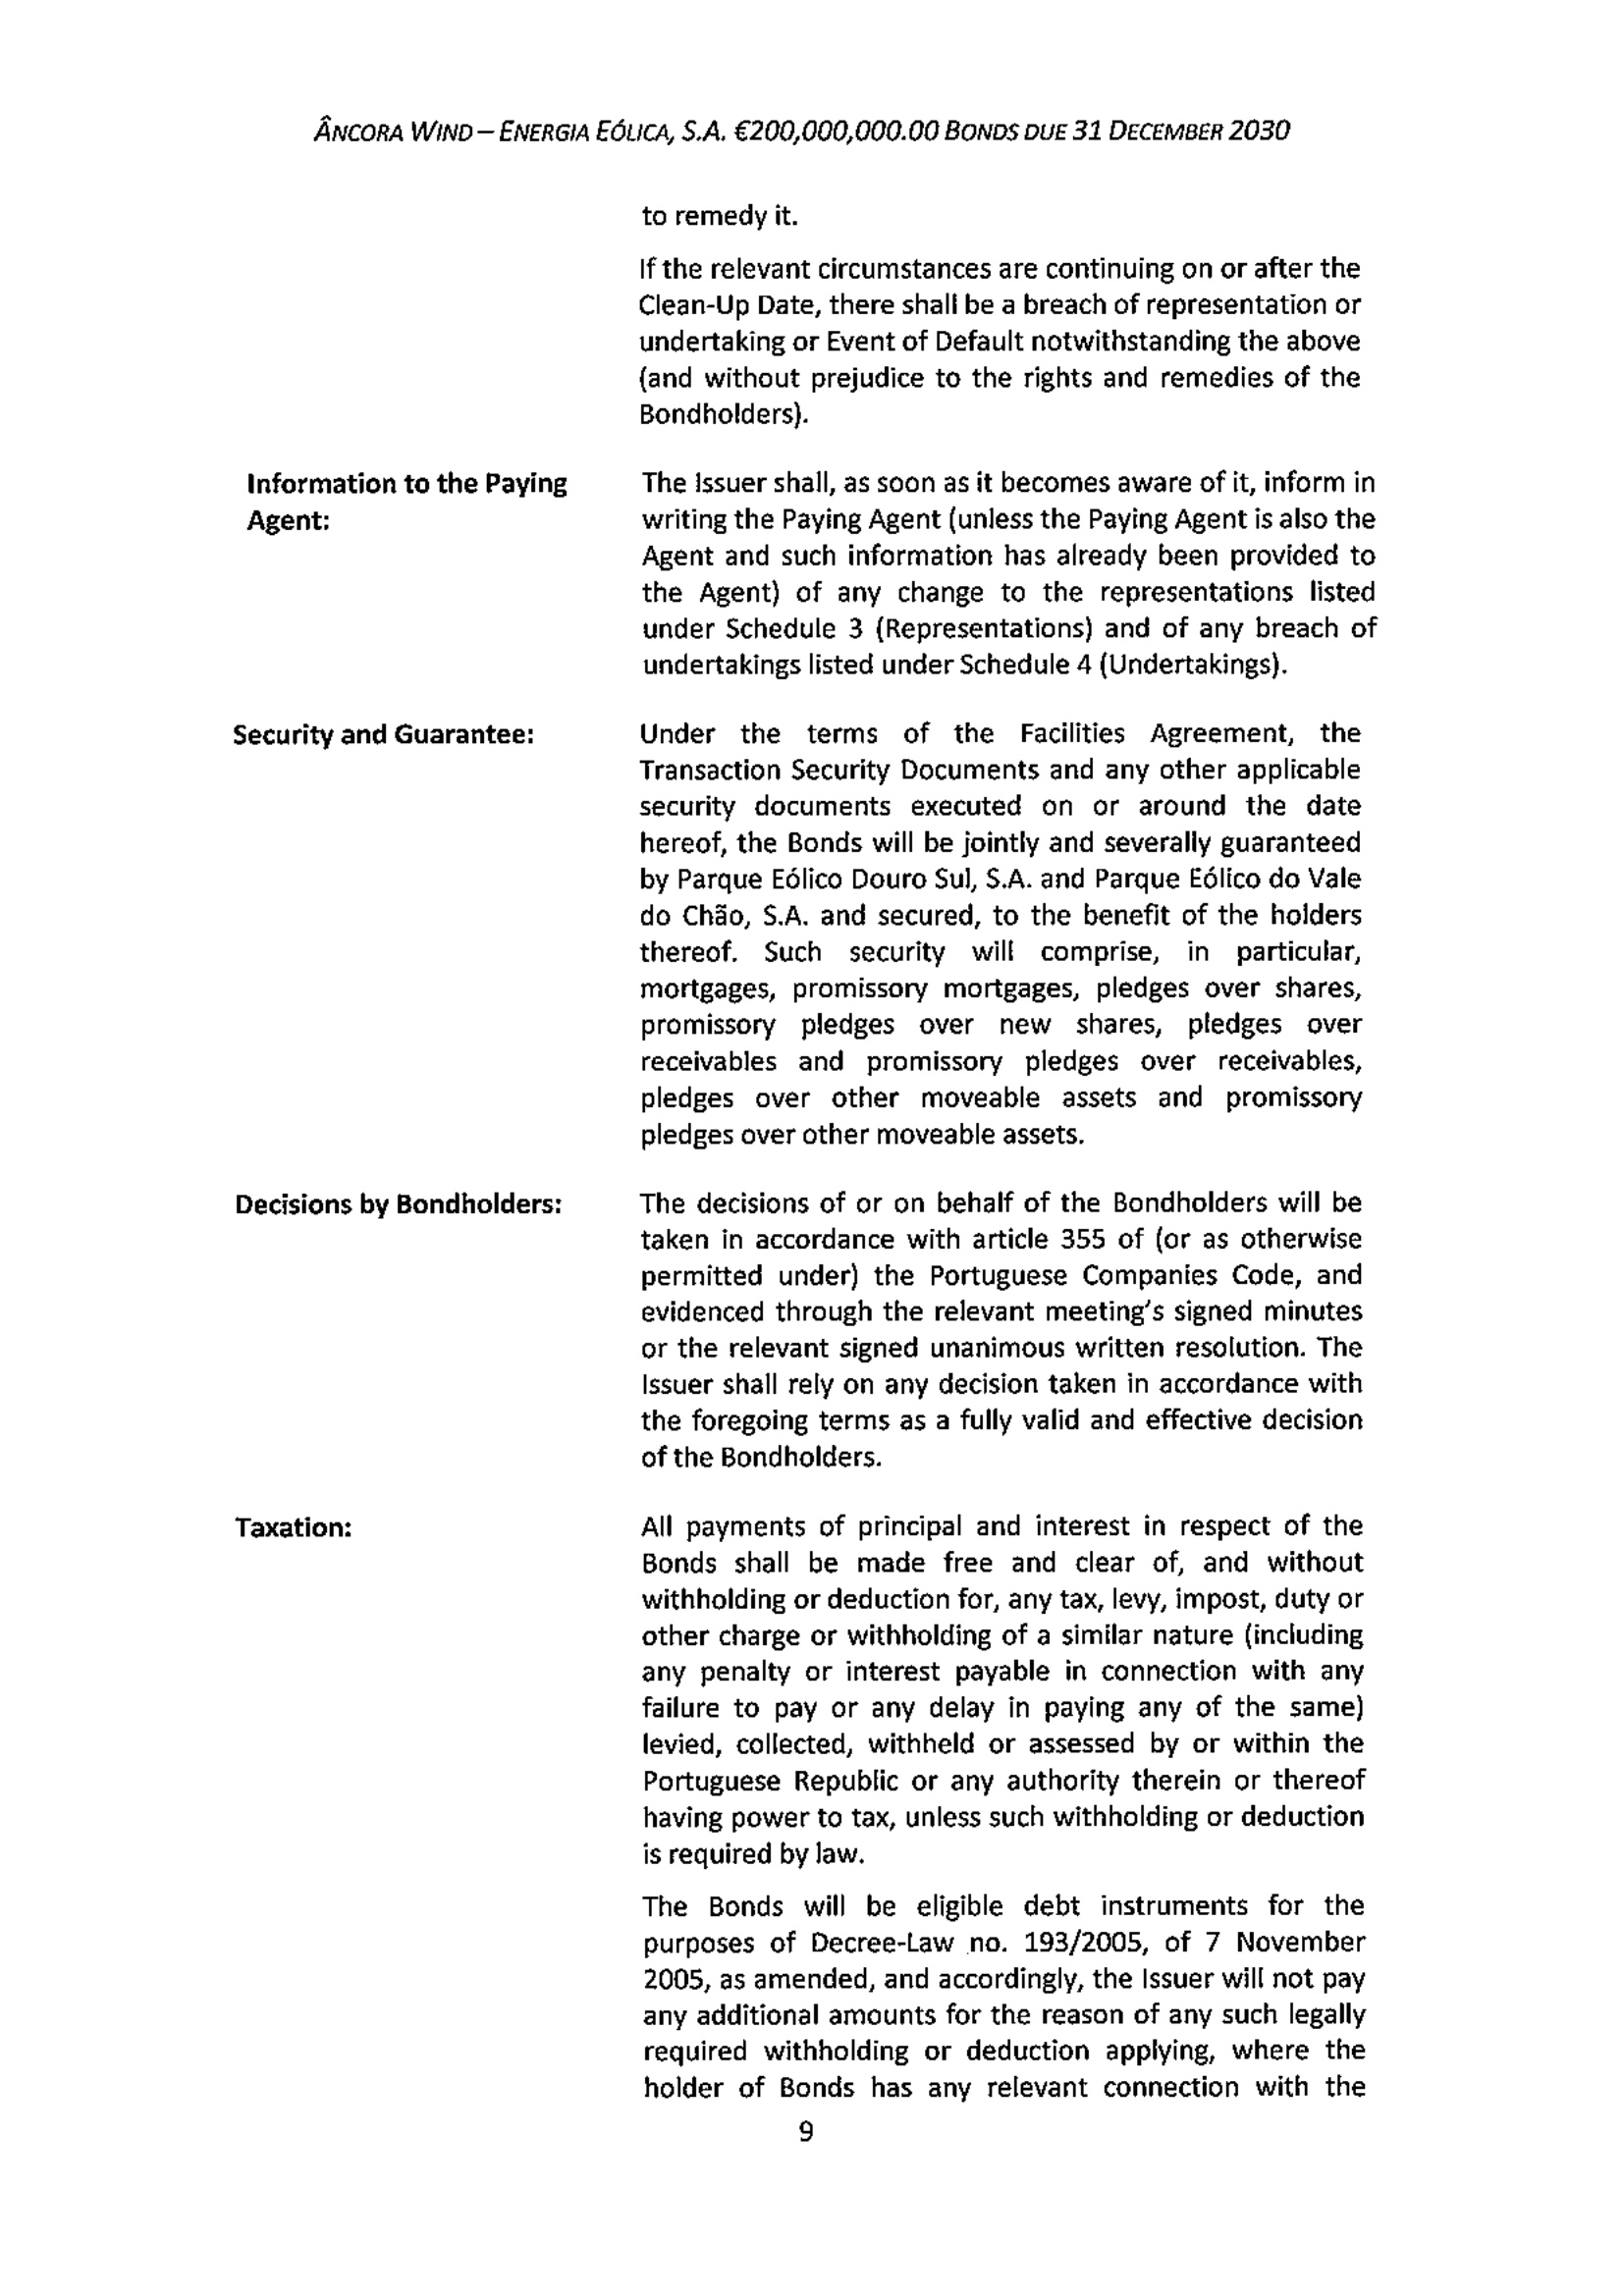 ÂNCORA WIND – ENERGIA EÓLICA, S.A. €200,000,000.00 BONDS DUE 31 DECEMBER 2030
to remedy it.
If the relevant circumstances are continuing on or after the
Clean-Up Date, there shall be a breach of representation or
undertaking or Event of Default notwithstanding the above
(and without prejudice to the rights and remedies of the
Bondholders).
Information to the Paying
Agent:
The Issuer shall, as soon as it becomes aware of it, inform in
writing the Paying Agent (unless the Paying Agent is also the
Agent and such information has already been provided to
the Agent) of any change to the representations listed
under Schedule 3 (Representations) and of any breach of
undertakings listed under Schedule 4 (Undertakings).
Security and Guarantee:
Under the terms of the Facilities Agreement, the
Transaction Security Documents and any other applicable
security documents executed on or around the date
hereof, the Bonds will be jointly and severally guaranteed
by Parque Eólico Douro Sul, S.A. and Parque Eólico do Vale
do Chão, S.A. and secured, to the benefit of the holders
thereof. Such security will comprise, in particular,
mortgages, promissory mortgages, pledges over shares,
promissory pledges over new shares, pledges over
receivables and promissory pledges over receivables,
pledges over other moveable assets and promissory
pledges over other moveable assets.
Decisions by Bondholders:
The decisions of or on behalf of the Bondholders will be
taken in accordance with article 355 of (or as otherwise
permitted under) the Portuguese Companies Code, and
evidenced through the relevant meeting's signed minutes
or the relevant signed unanimous written resolution. The
Issuer shall rely on any decision taken in accordance with
the foregoing terms as a fully valid and effective decision
of the Bondholders.
Taxation:
All payments of principal and interest in respect of the
Bonds shall be made free and clear of, and without
withholding or deduction for, any tax, levy, impost, duty or
other charge or withholding of a similar nature (including
any penalty or interest payable in connection with any
failure to pay or any delay in paying any of the same)
levied, collected, withheld or assessed by or within the
Portuguese Republic or any authority therein or thereof
having power to tax, unless such withholding or deduction
is required by law.
The Bonds will be eligible debt instruments for the
purposes of Decree-Law no. 193/2005, of 7 November
2005, as amended, and accordingly, the Issuer will not pay
any additional amounts for the reason of any such legally
required withholding or deduction applying, where the
holder of Bonds has any relevant connection with the
9